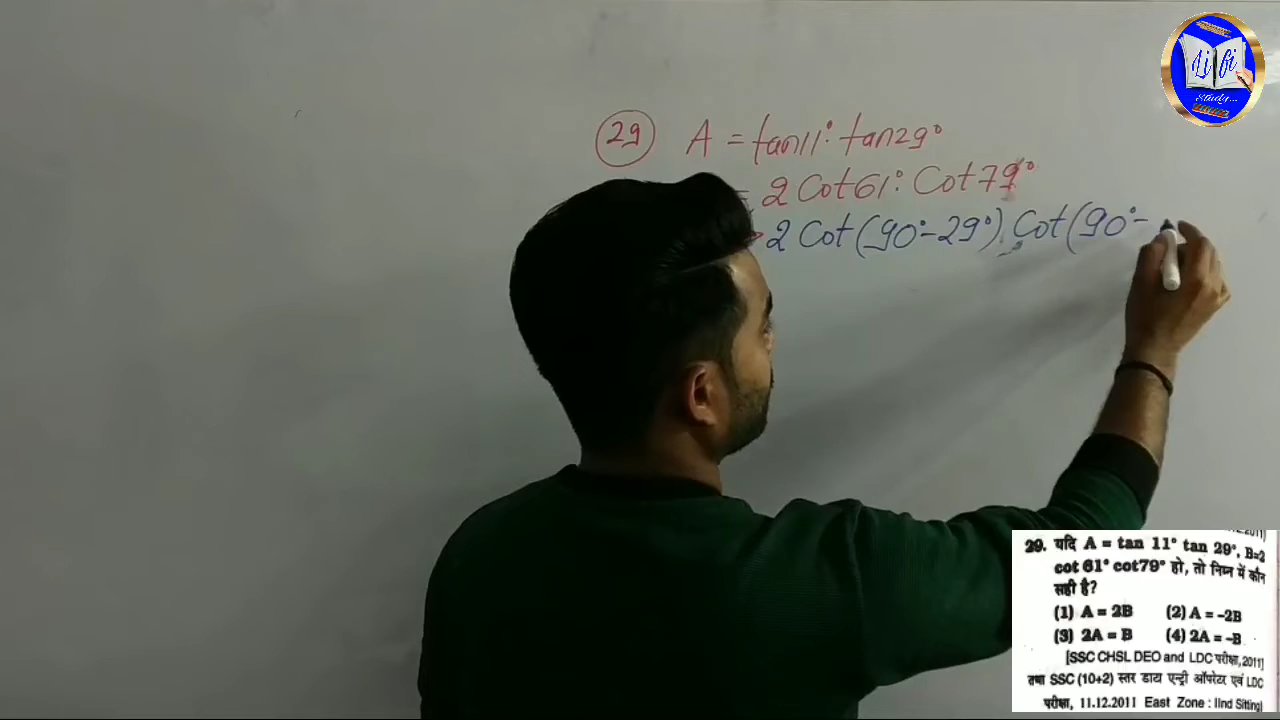 Lifi
Study...
29 A = tan11°. tan29°
= 2 Cot61°. Cot79°
2 Cot(90°-29°). Cot(90°-
29. यदि A = tan 11° tan 29°, B=2
cot 61° cot79° हो, तो निम्न में कौन
सही है?
(1) A = 2B (2) A = -2B
(3) 2A = B (4) 2A = -B
[SSC CHSL DEO and LDC परीक्षा, 2011]
तथा SSC (10+2) स्तर डाटा एन्ट्री ऑपरेटर एवं LDC
परीक्षा, 11.12.2011 East Zone : IInd Sitting]